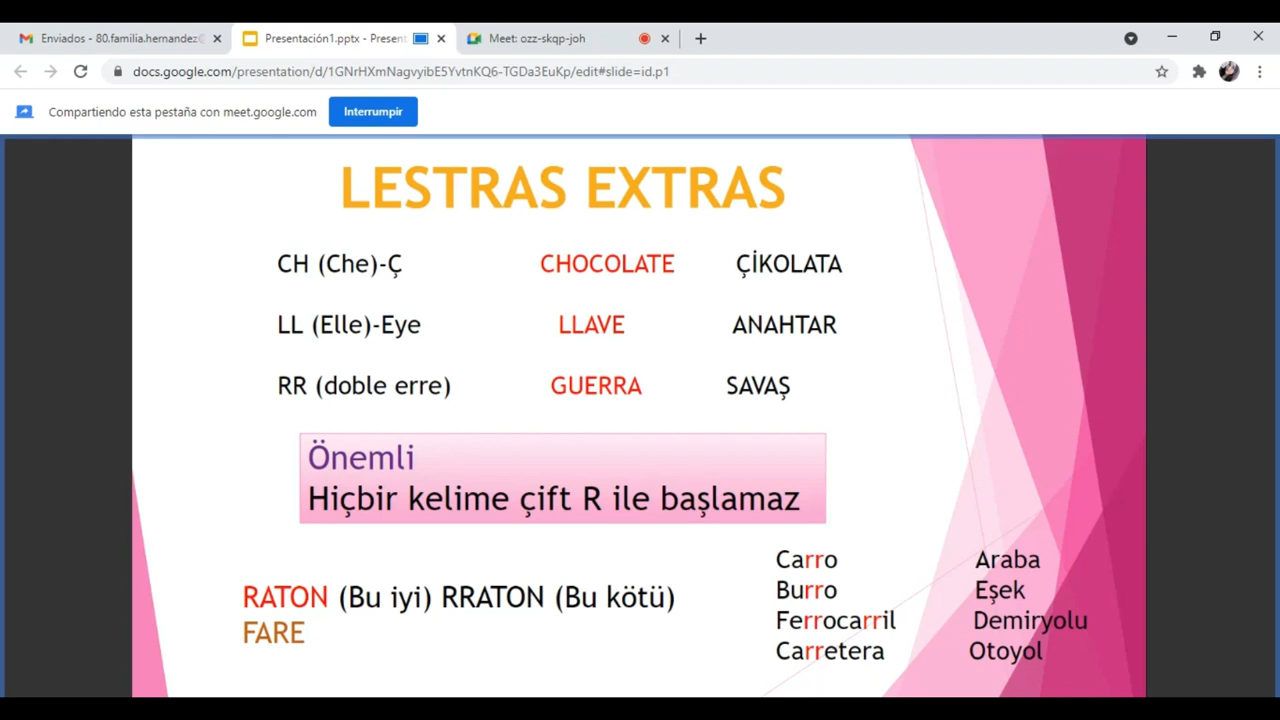 Enviados - 80.familia.hernandez@
Presentación1.pptx - Present
Meet: ozz-skqp-joh
docs.google.com/presentation/d/1GNrHXmNagvyibE5YvtnKQ6-TGDa3EuKp/edit#slide=id.p1
Compartiendo esta pestaña con meet.google.com Interrumpir
LESTRAS EXTRAS
CH (Che)-Ç CHOCOLATE ÇİKOLATA
LL (Elle)-Eye LLAVE ANAHTAR
RR (doble erre) GUERRA SAVAŞ
Önemli
Hiçbir kelime çift R ile başlamaz
RATON (Bu iyi) RRATON (Bu kötü)
FARE
Carro Araba
Burro Eşek
Ferrocarril Demiryolu
Carretera Otoyol